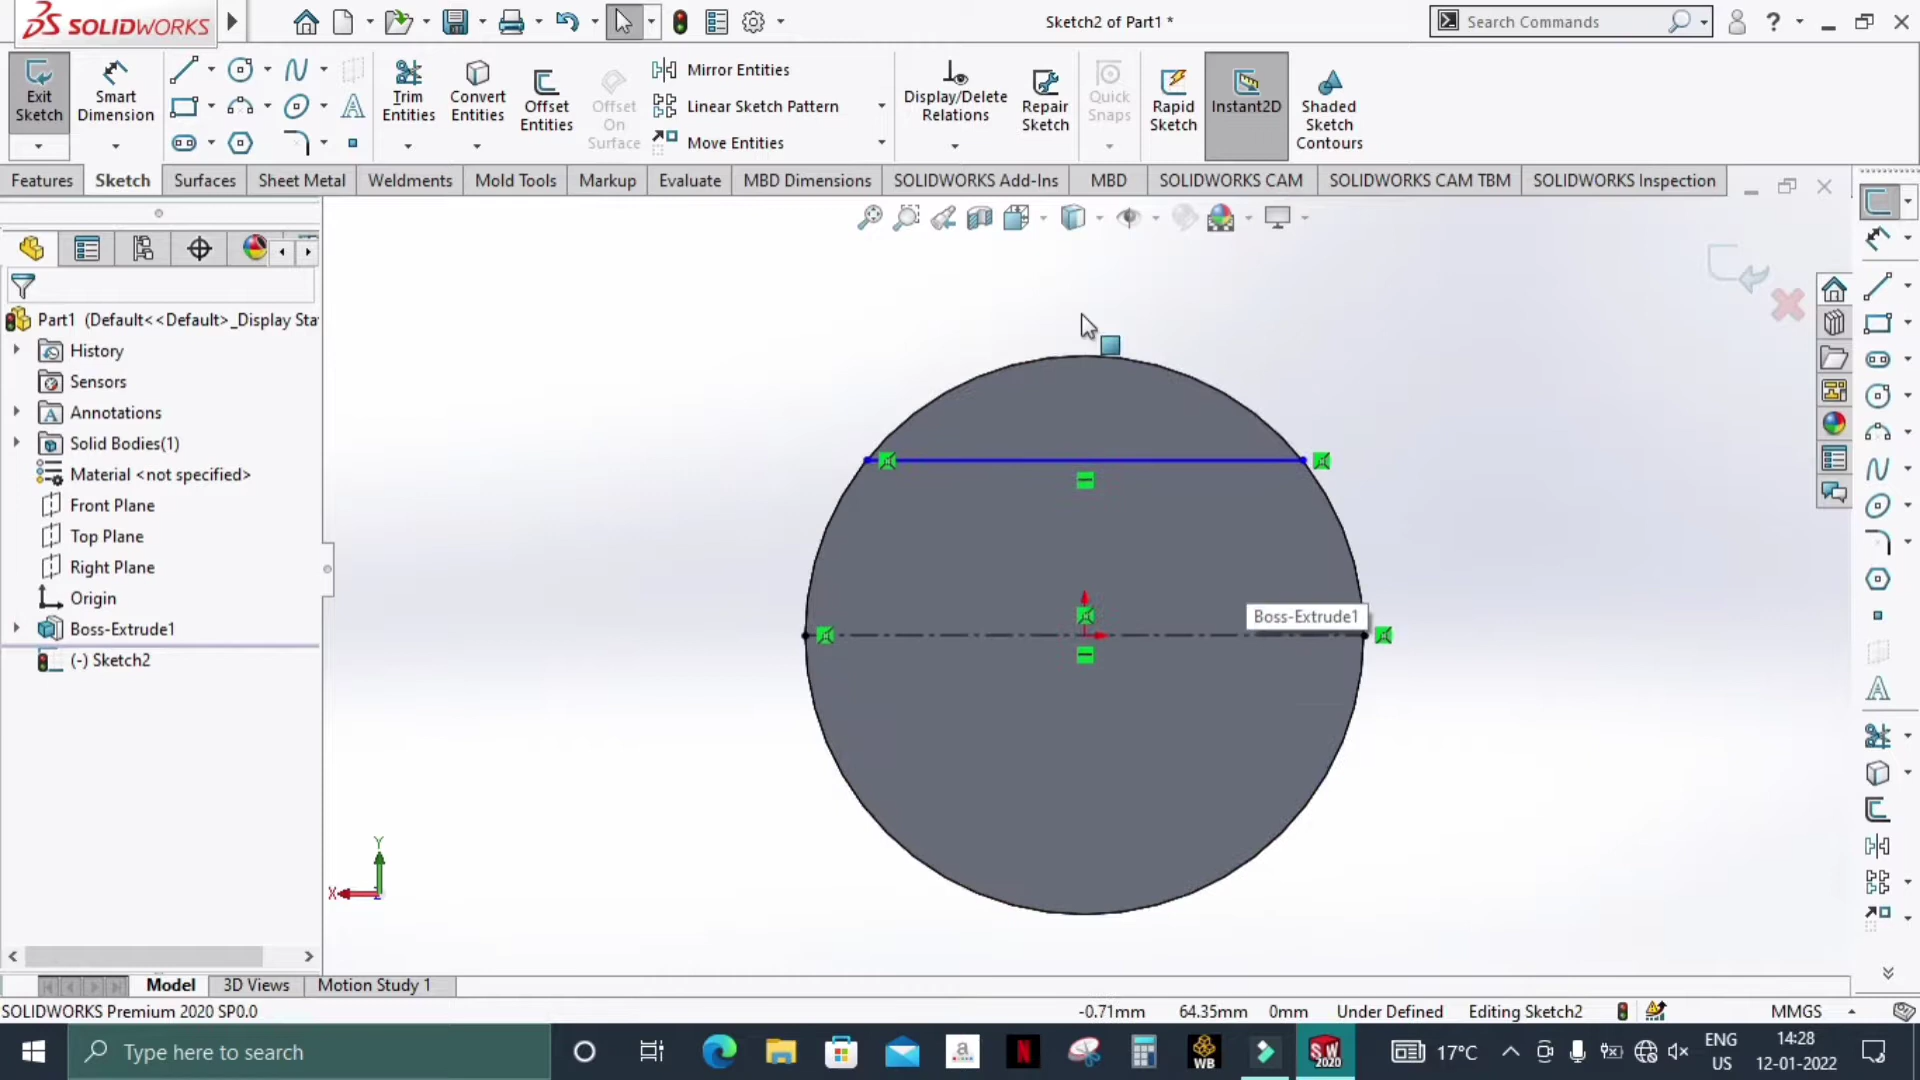 SOLIDWORKS
Sketch2 of Part1 *
Search Commands
Exit Sketch
Smart Dimension
Trim Entities
Convert Entities
Offset Entities
Offset On Surface
Mirror Entities
Linear Sketch Pattern
Move Entities
Display/Delete Relations
Repair Sketch
Quick Snaps
Rapid Sketch
Instant2D
Shaded Sketch Contours
Features
Sketch
Surfaces
Sheet Metal
Weldments
Mold Tools
Markup
Evaluate
MBD Dimensions
SOLIDWORKS Add-Ins
MBD
SOLIDWORKS CAM
SOLIDWORKS CAM TBM
SOLIDWORKS Inspection
Part1 (Default<<Default>_Display Sta
History
Sensors
Annotations
Solid Bodies(1)
Material <not specified>
Front Plane
Top Plane
Right Plane
Origin
Boss-Extrude1
(-) Sketch2
Boss-Extrude1
Y
X
Z
Model
3D Views
Motion Study 1
SOLIDWORKS Premium 2020 SP0.0
-0.71mm
64.35mm
0mm
Under Defined
Editing Sketch2
MMGS
Type here to search
a
N
WB
SW
2020
17°C
ENG
US
14:28
12-01-2022